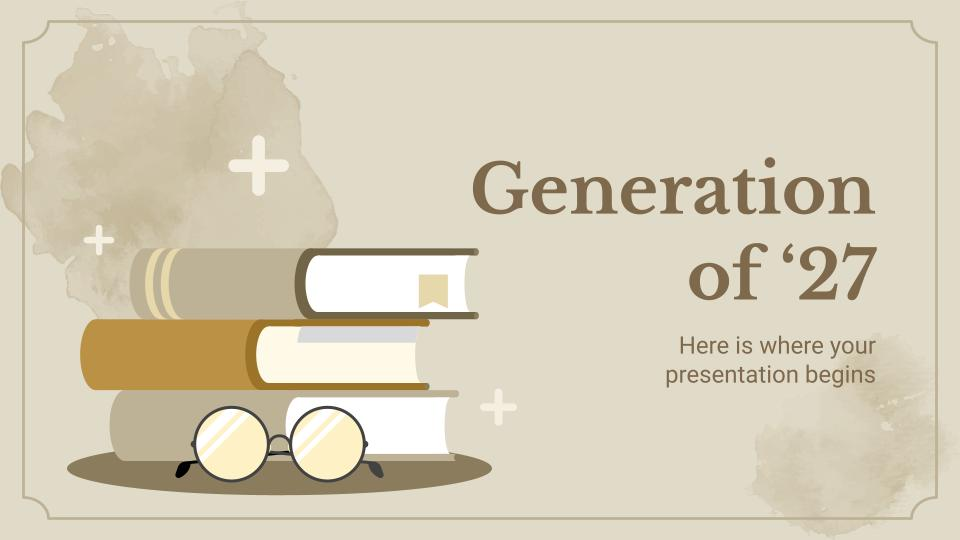 Generation
of ‘27
Here is where your
presentation begins